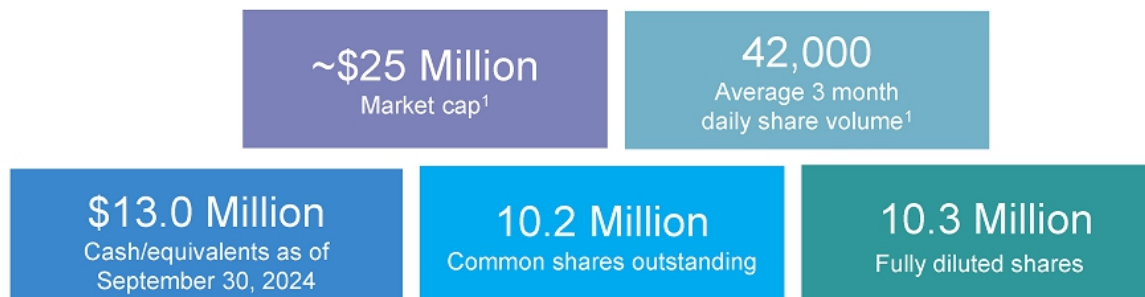 ~$25 Million
Market cap¹
42,000
Average 3 month
daily share volume¹
$13.0 Million
Cash/equivalents as of
September 30, 2024
10.2 Million
Common shares outstanding
10.3 Million
Fully diluted shares